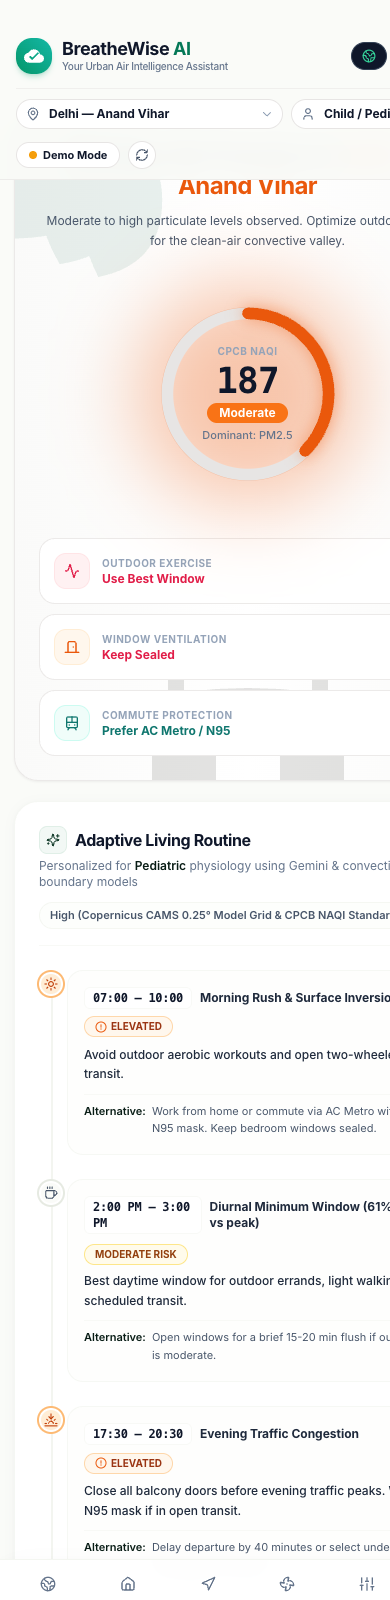 BreatheWise AI
Your Urban Air Intelligence Assistant
Delhi — Anand Vihar
Child / Pedi
Demo Mode
Anand Vihar
Moderate to high particulate levels observed. Optimize outdo
for the clean-air convective valley.
CPCB NAQI
187
Moderate
Dominant: PM2.5
OUTDOOR EXERCISE
Use Best Window
WINDOW VENTILATION
Keep Sealed
COMMUTE PROTECTION
Prefer AC Metro / N95
Adaptive Living Routine
Personalized for Pediatric physiology using Gemini & convecti
boundary models
High (Copernicus CAMS 0.25° Model Grid & CPCB NAQI Standar
07:00 – 10:00 Morning Rush & Surface Inversio
ELEVATED
Avoid outdoor aerobic workouts and open two-wheele
transit.
Alternative: Work from home or commute via AC Metro wi
N95 mask. Keep bedroom windows sealed.
2:00 PM – 3:00 PM Diurnal Minimum Window (61%
vs peak)
MODERATE RISK
Best daytime window for outdoor errands, light walkin
scheduled transit.
Alternative: Open windows for a brief 15-20 min flush if ou
is moderate.
17:30 – 20:30 Evening Traffic Congestion
ELEVATED
Close all balcony doors before evening traffic peaks.
N95 mask if in open transit.
Alternative: Delay departure by 40 minutes or select unde